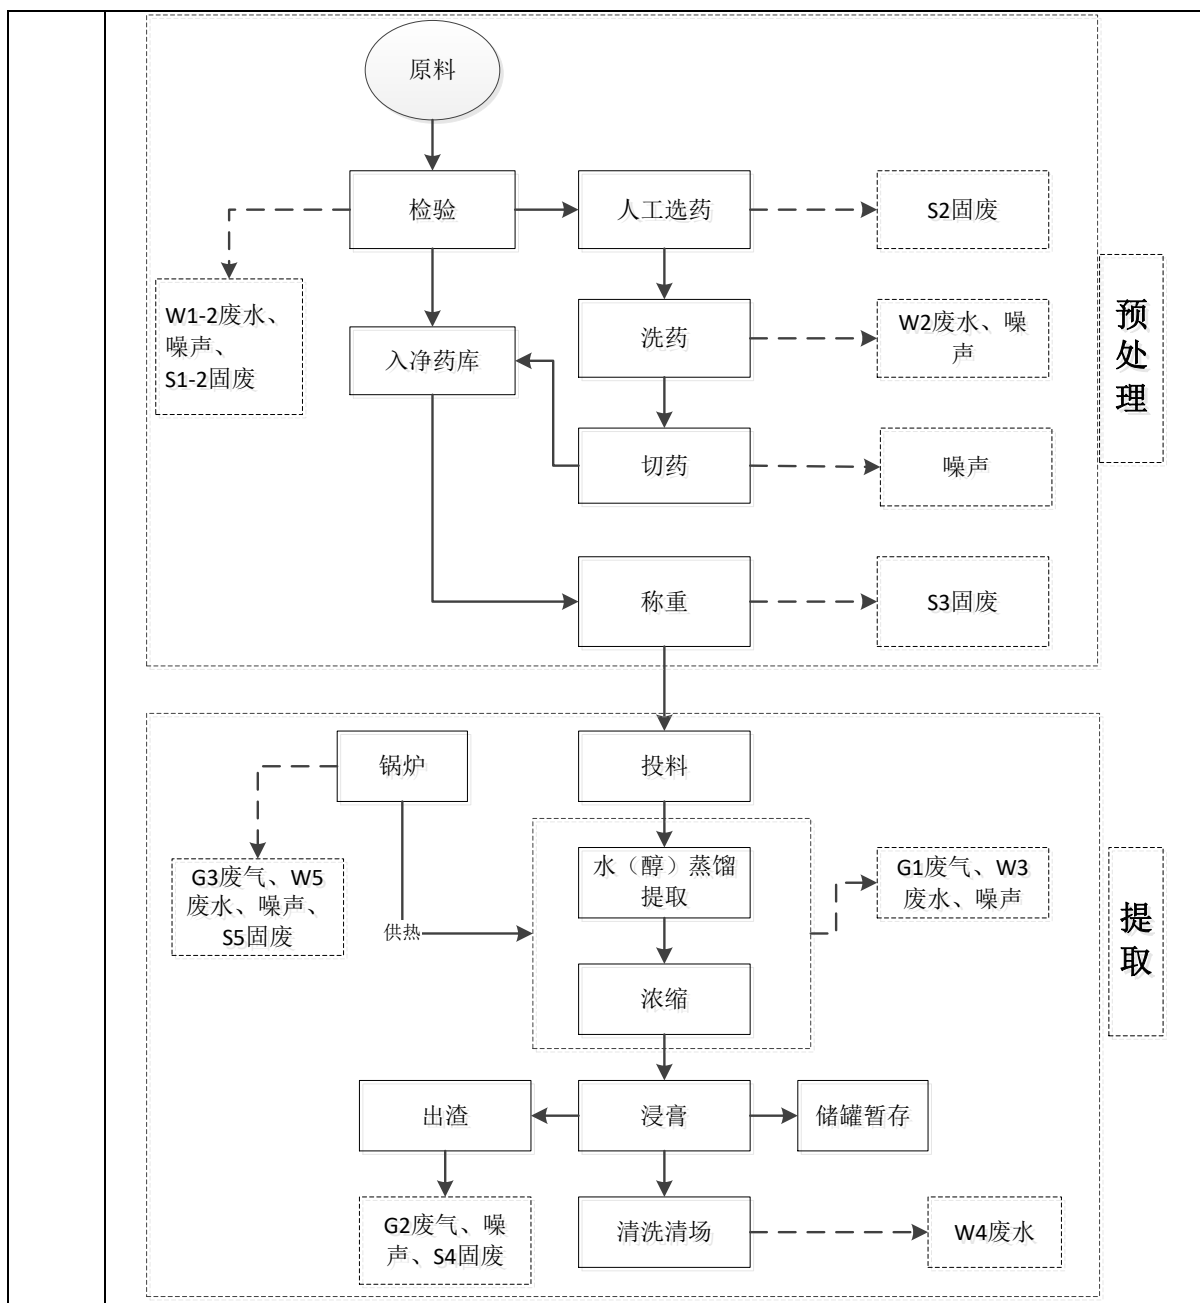 原料
检验
人工选药
S2固废
W1-2废水、
噪声、
S1-2固废
入净药库
洗药
W2废水、噪
声
切药
噪声
称重
S3固废
预
处
理
锅炉
投料
G3废气、W5
废水、噪声、
S5固废
供热
水（醇）蒸馏
提取
G1废气、W3
废水、噪声
浓缩
提
取
出渣
浸膏
储罐暂存
G2废气、噪
声、S4固废
清洗清场
W4废水